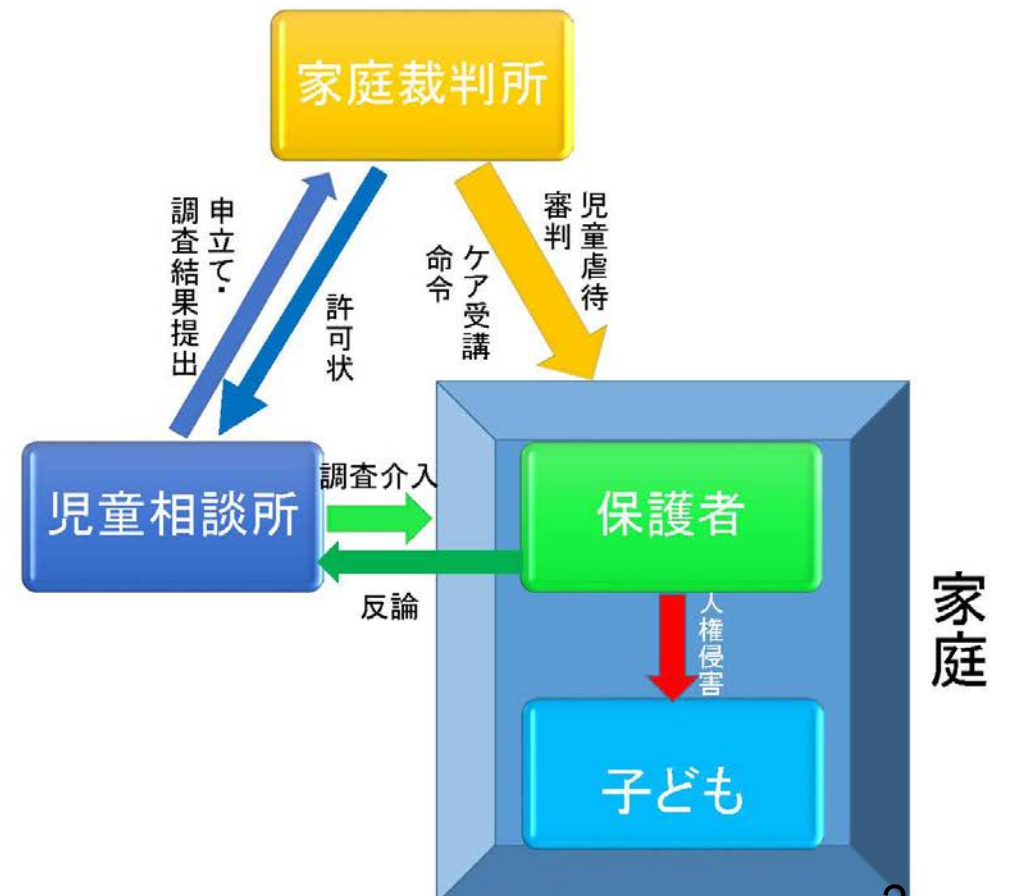 家庭裁判所
申立て・
調査結果提出
許可状
児童虐待
審判
ケア受講
命令
児童相談所
調査介入
反論
保護者
人権侵害
子ども
家庭